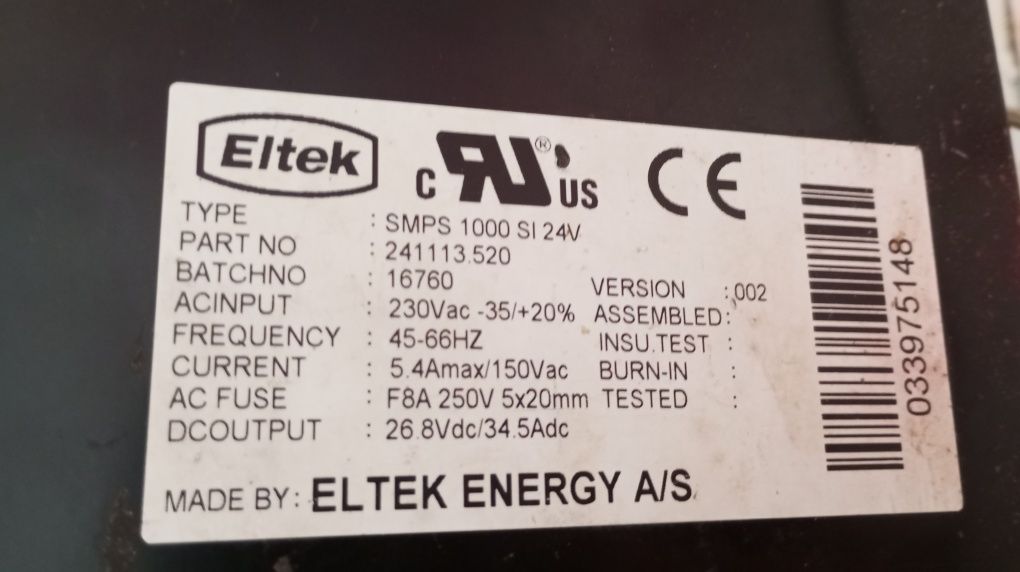 Eltek
c RU ® US CE
TYPE : SMPS 1000 SI 24V
PART NO : 241113.520
BATCHNO : 16760 VERSION : 002
ACINPUT : 230Vac -35/+20% ASSEMBLED:
FREQUENCY : 45-66HZ INSU.TEST :
CURRENT : 5.4Amax/150Vac BURN-IN :
AC FUSE : F8A 250V 5x20mm TESTED :
DCOUTPUT : 26.8Vdc/34.5Adc
MADE BY: ELTEK ENERGY A/S
033975148